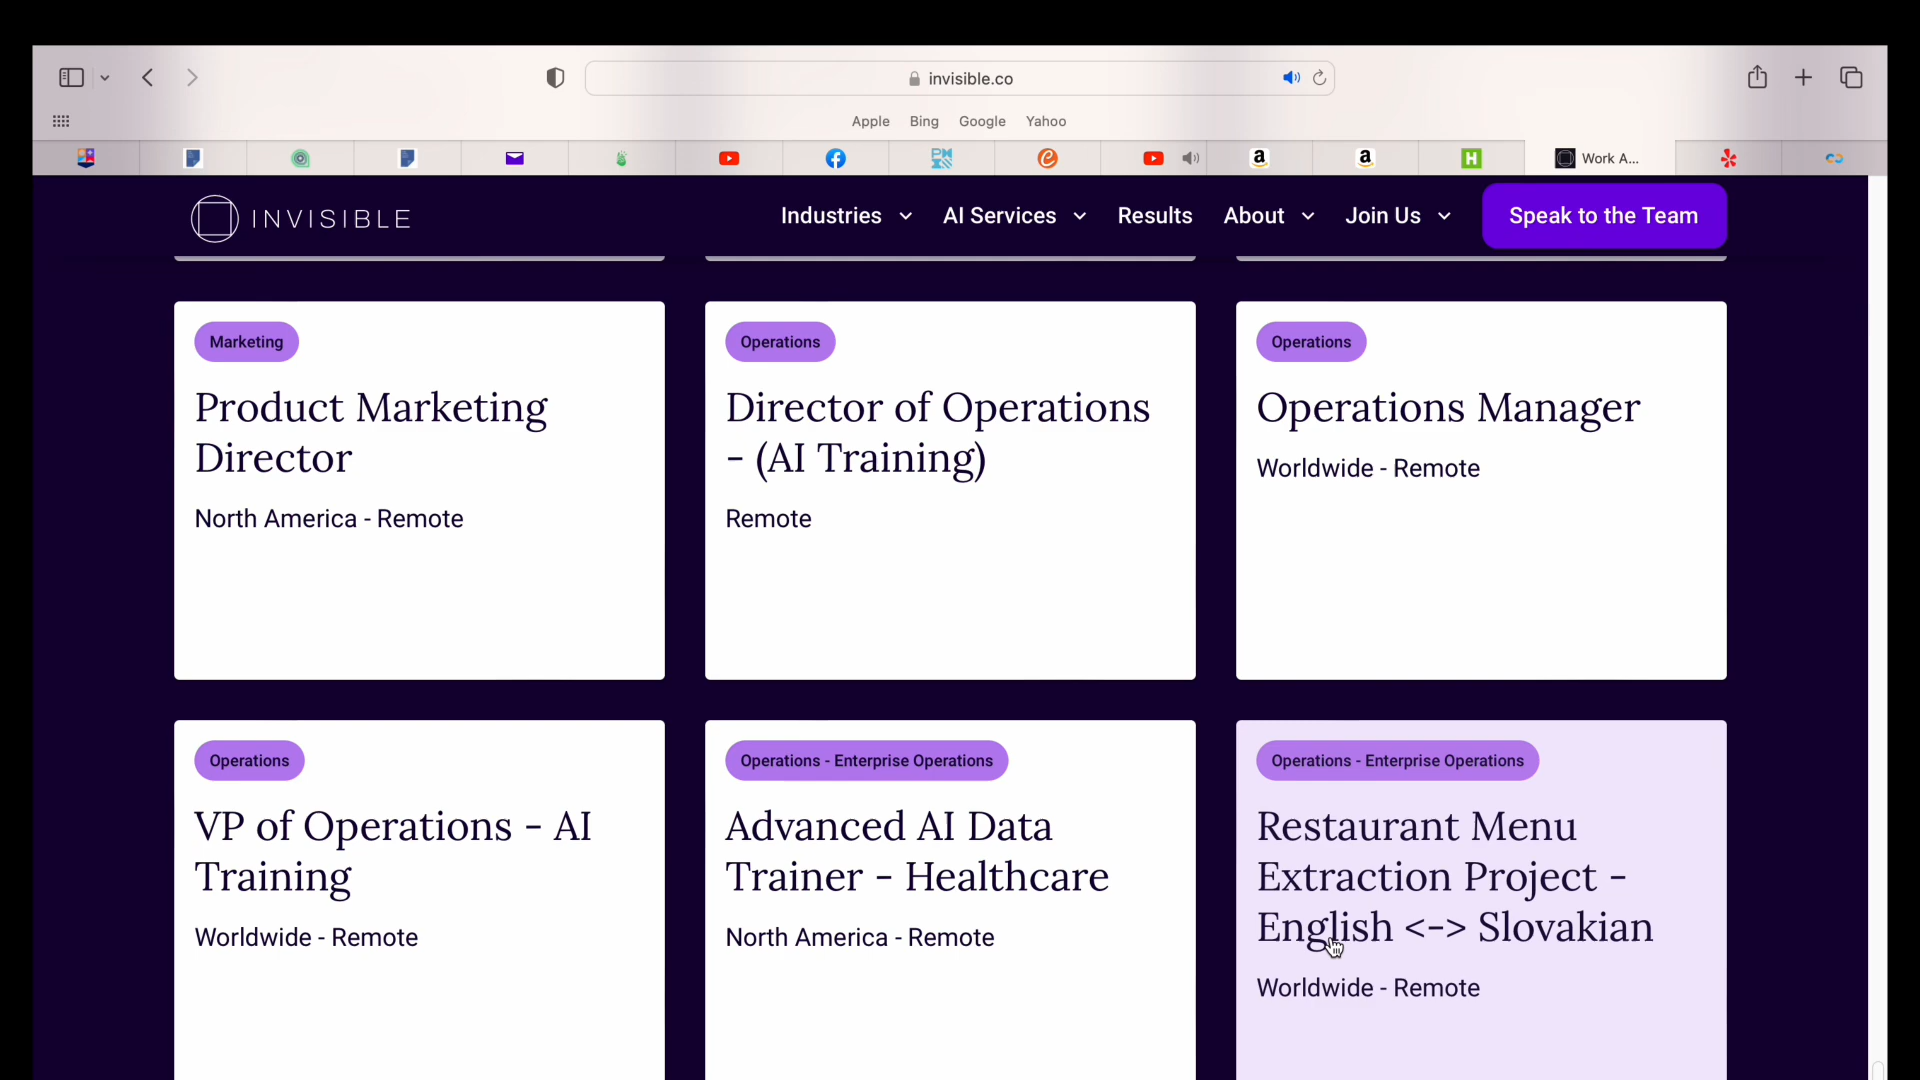 invisible.co
Apple Bing Google Yahoo
Work A...
INVISIBLE
Industries AI Services Results About Join Us Speak to the Team
Marketing
Product Marketing
Director
North America - Remote
Operations
Director of Operations
- (AI Training)
Remote
Operations
Operations Manager
Worldwide - Remote
Operations
VP of Operations - AI
Training
Worldwide - Remote
Operations - Enterprise Operations
Advanced AI Data
Trainer - Healthcare
North America - Remote
Operations - Enterprise Operations
Restaurant Menu
Extraction Project -
English <-> Slovakian
Worldwide - Remote